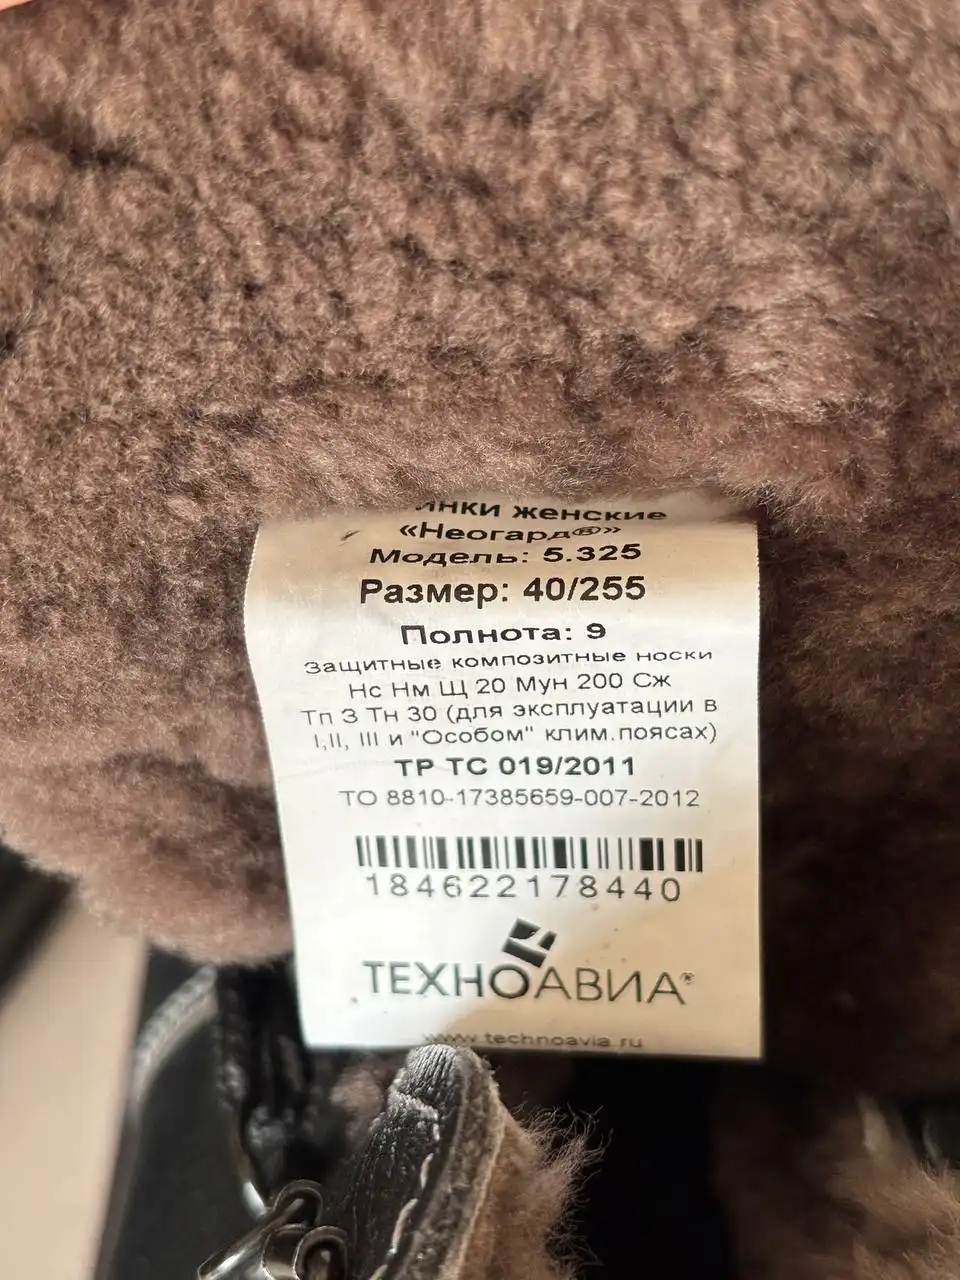 женские
«Неогард®»
Модель: 5.325
Размер: 40/255
Полнота: 9
Защитные композитные носки
Нс Нм Щ 20 Мун 200 Сж
Тп З Тн 30 (для эксплуатации в
I,II, III и "Особом" клим.поясах)
ТР ТС 019/2011
ТО 8810-17385659-007-2012
184622178440
ТЕХНОАВИА®
www.technoavia.ru